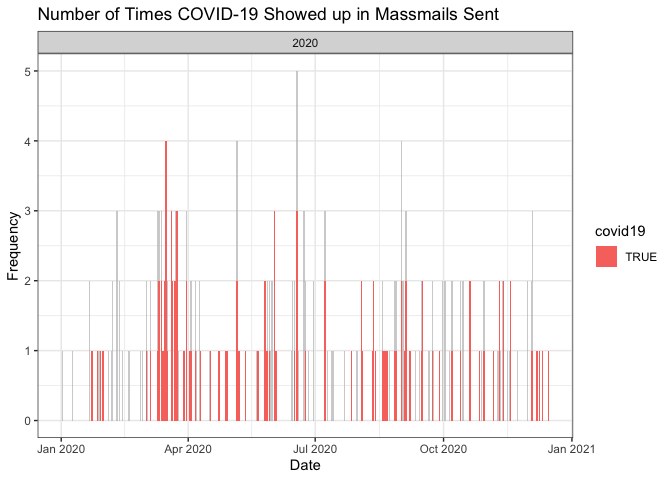 Number of Times COVID-19 Showed up in Massmails Sent
2020
5
4
3
2
1
0
Frequency
Jan 2020 Apr 2020 Jul 2020 Oct 2020 Jan 2021
Date
covid19
TRUE